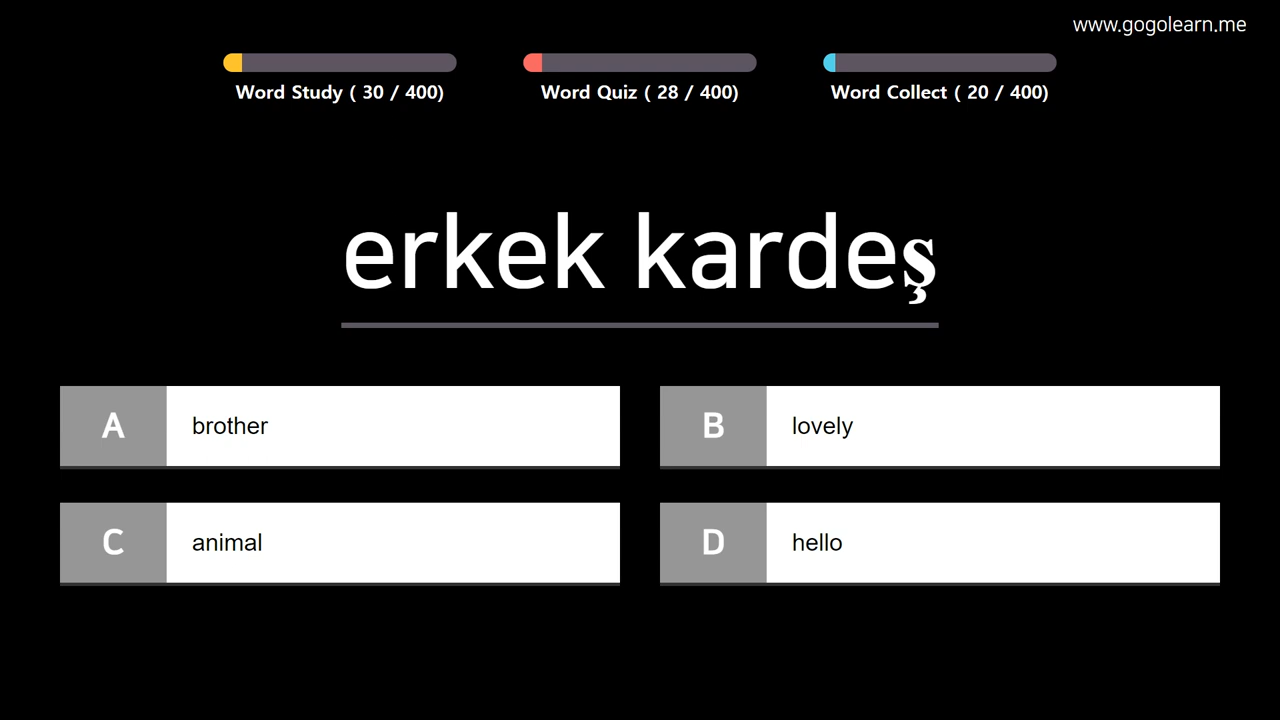 www.gogolearn.me
Word Study ( 30 / 400)
Word Quiz ( 28 / 400)
Word Collect ( 20 / 400)
erkek kardeş
A brother
B lovely
C animal
D hello